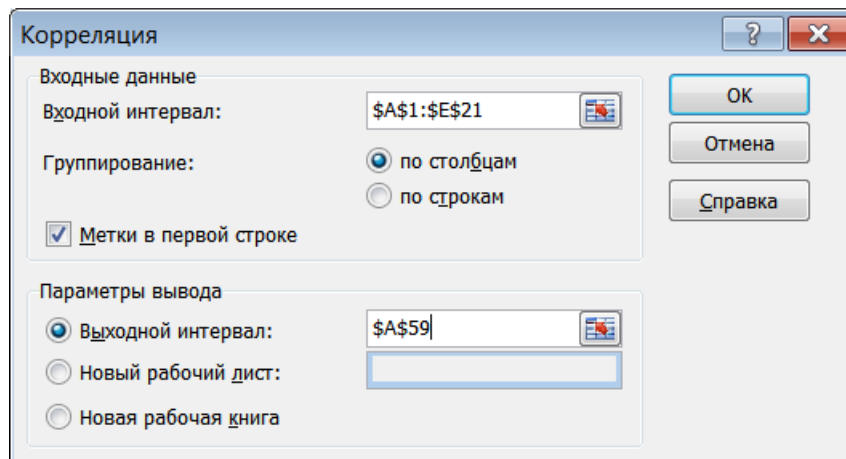 Корреляция
Входные данные
Входной интервал: $A$1:$E$21
Группирование: по столбцам
по строкам
Метки в первой строке
Параметры вывода
Выходной интервал: $A$59
Новый рабочий лист:
Новая рабочая книга
?
ОК
Отмена
Справка